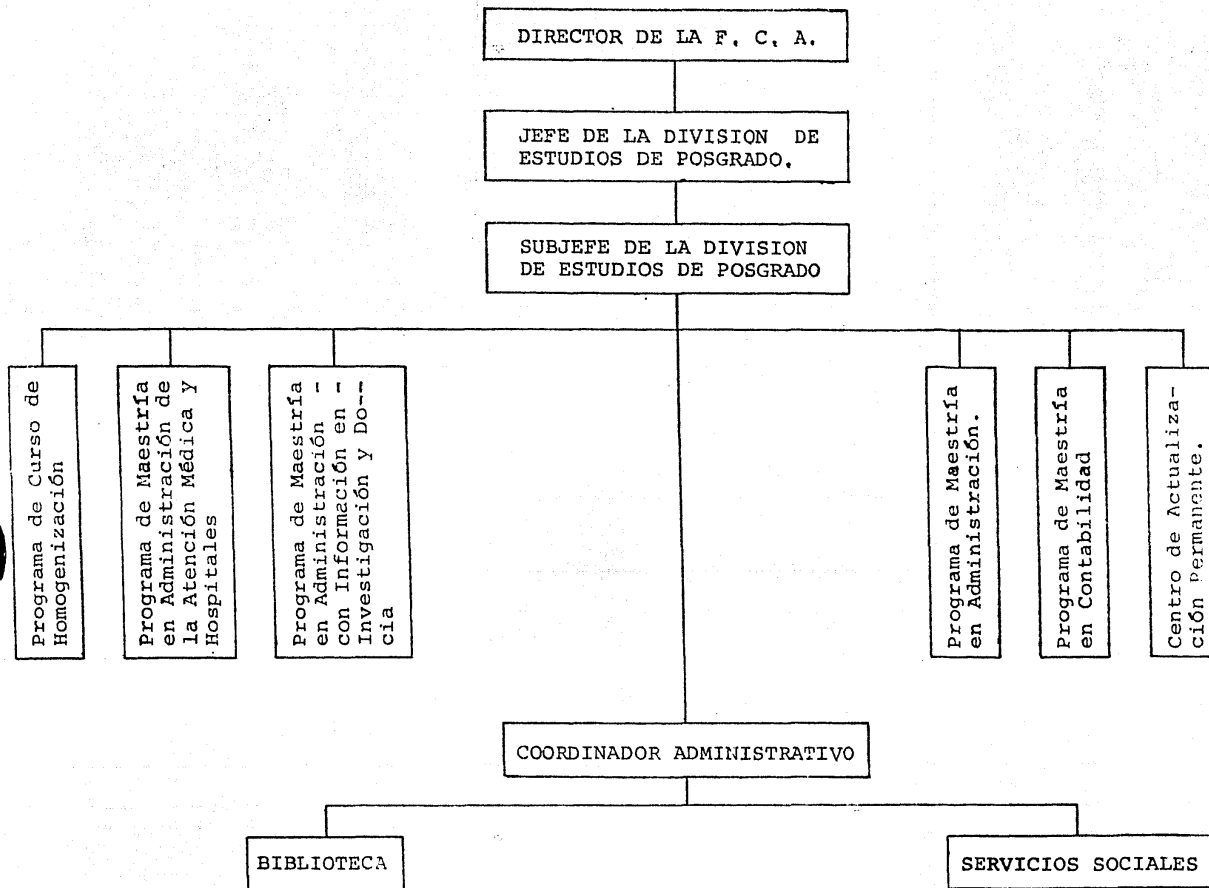 DIRECTOR DE LA F. C. A.
JEFE DE LA DIVISION DE
ESTUDIOS DE POSGRADO.
SUBJEFE DE LA DIVISION
DE ESTUDIOS DE POSGRADO
Programa de Curso de
Homogenización
Programa de Maestría
en Administración de
la Atención Médica y
Hospitales
Programa de Maestría
en Administración -
con Información en -
Investigación y Do--
cia
Programa de Maestría
en Administración.
Programa de Maestría
en Contabilidad
Centro de Actualiza-
ción Permanente.
COORDINADOR ADMINISTRATIVO
BIBLIOTECA
SERVICIOS SOCIALES